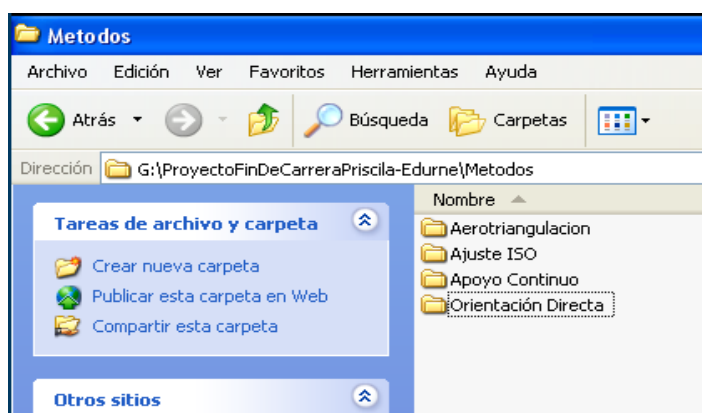 Metodos
Archivo Edición Ver Favoritos Herramientas Ayuda
Atrás Búsqueda Carpetas
Dirección G:\ProyectoFinDeCarreraPriscila-Edurne\Metodos
Tareas de archivo y carpeta
Crear nueva carpeta
Publicar esta carpeta en Web
Compartir esta carpeta
Otros sitios
Nombre
Aerotriangulacion
Ajuste ISO
Apoyo Continuo
Orientación Directa